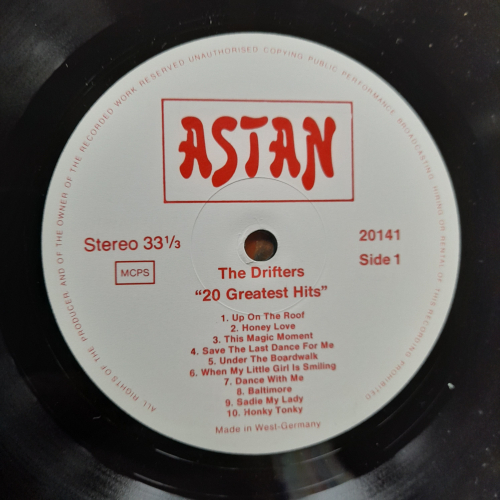 ALL RIGHTS OF THE PRODUCER AND OF THE OWNER OF THE RECORDED WORK RESERVED UNAUTHORISED COPYING PUBLIC PERFORMANCE BROADCASTING HIRING OR RENTAL OF THIS RECORDING PROHIBITED
ASTAN
Stereo 33⅓
20141
MCPS
Side 1
The Drifters
"20 Greatest Hits"
1. Up On The Roof
2. Honey Love
3. This Magic Moment
4. Save The Last Dance For Me
5. Under The Boardwalk
6. When My Little Girl Is Smiling
7. Dance With Me
8. Baltimore
9. Sadie My Lady
10. Honky Tonky
Made in West-Germany